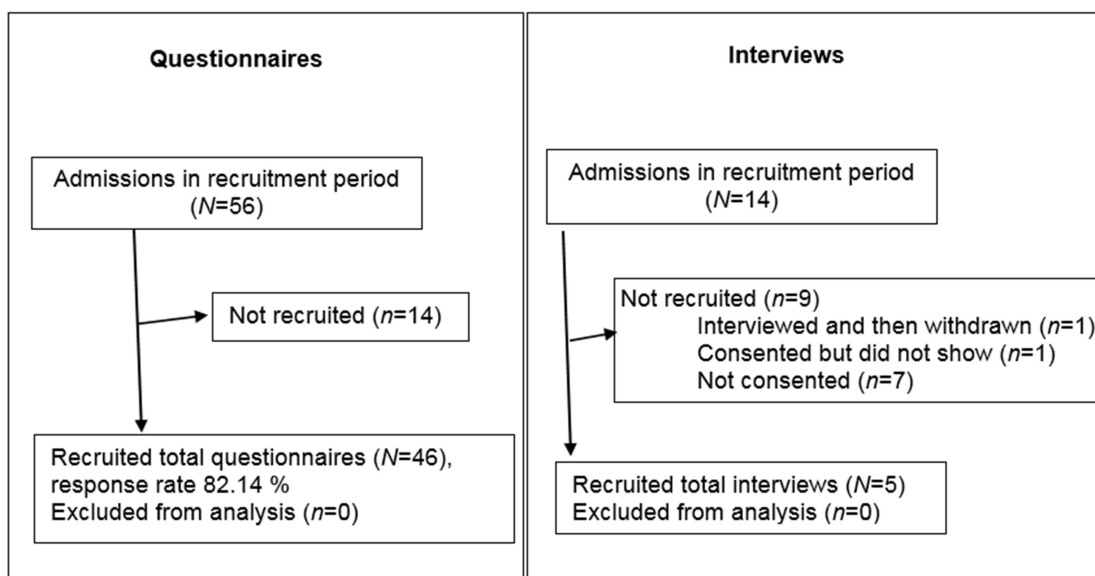 Questionnaires
Admissions in recruitment period
(N=56)
Not recruited (n=14)
Recruited total questionnaires (N=46),
response rate 82.14 %
Excluded from analysis (n=0)
Interviews
Admissions in recruitment period
(N=14)
Not recruited (n=9)
Interviewed and then withdrawn (n=1)
Consented but did not show (n=1)
Not consented (n=7)
Recruited total interviews (N=5)
Excluded from analysis (n=0)